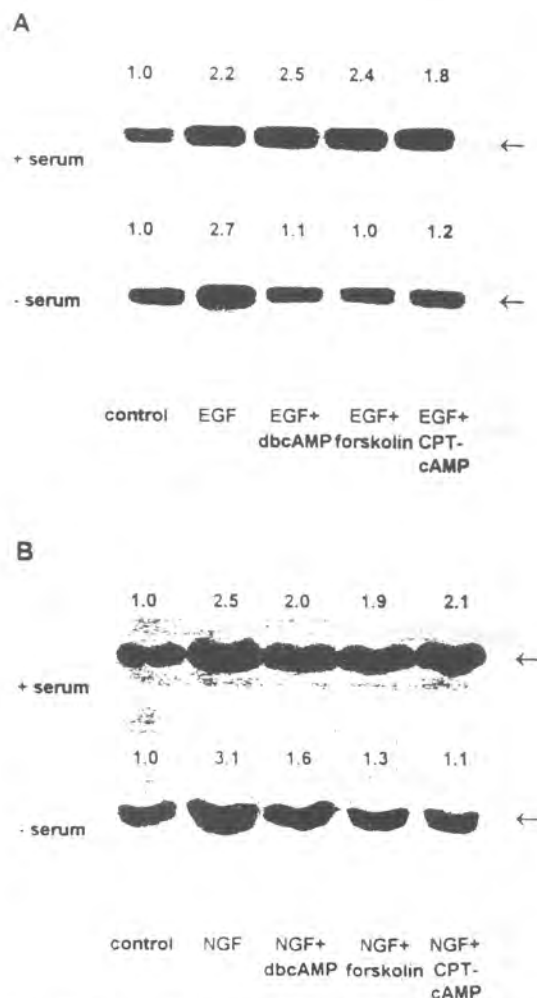 A
1.0 2.2 2.5 2.4 1.8
+ serum ←
1.0 2.7 1.1 1.0 1.2
- serum ←
control EGF EGF+ EGF+ EGF+
dbcAMP forskolin CPT-
cAMP
B
1.0 2.5 2.0 1.9 2.1
+ serum ←
1.0 3.1 1.6 1.3 1.1
- serum ←
control NGF NGF+ NGF+ NGF+
dbcAMP forskolin CPT-
cAMP